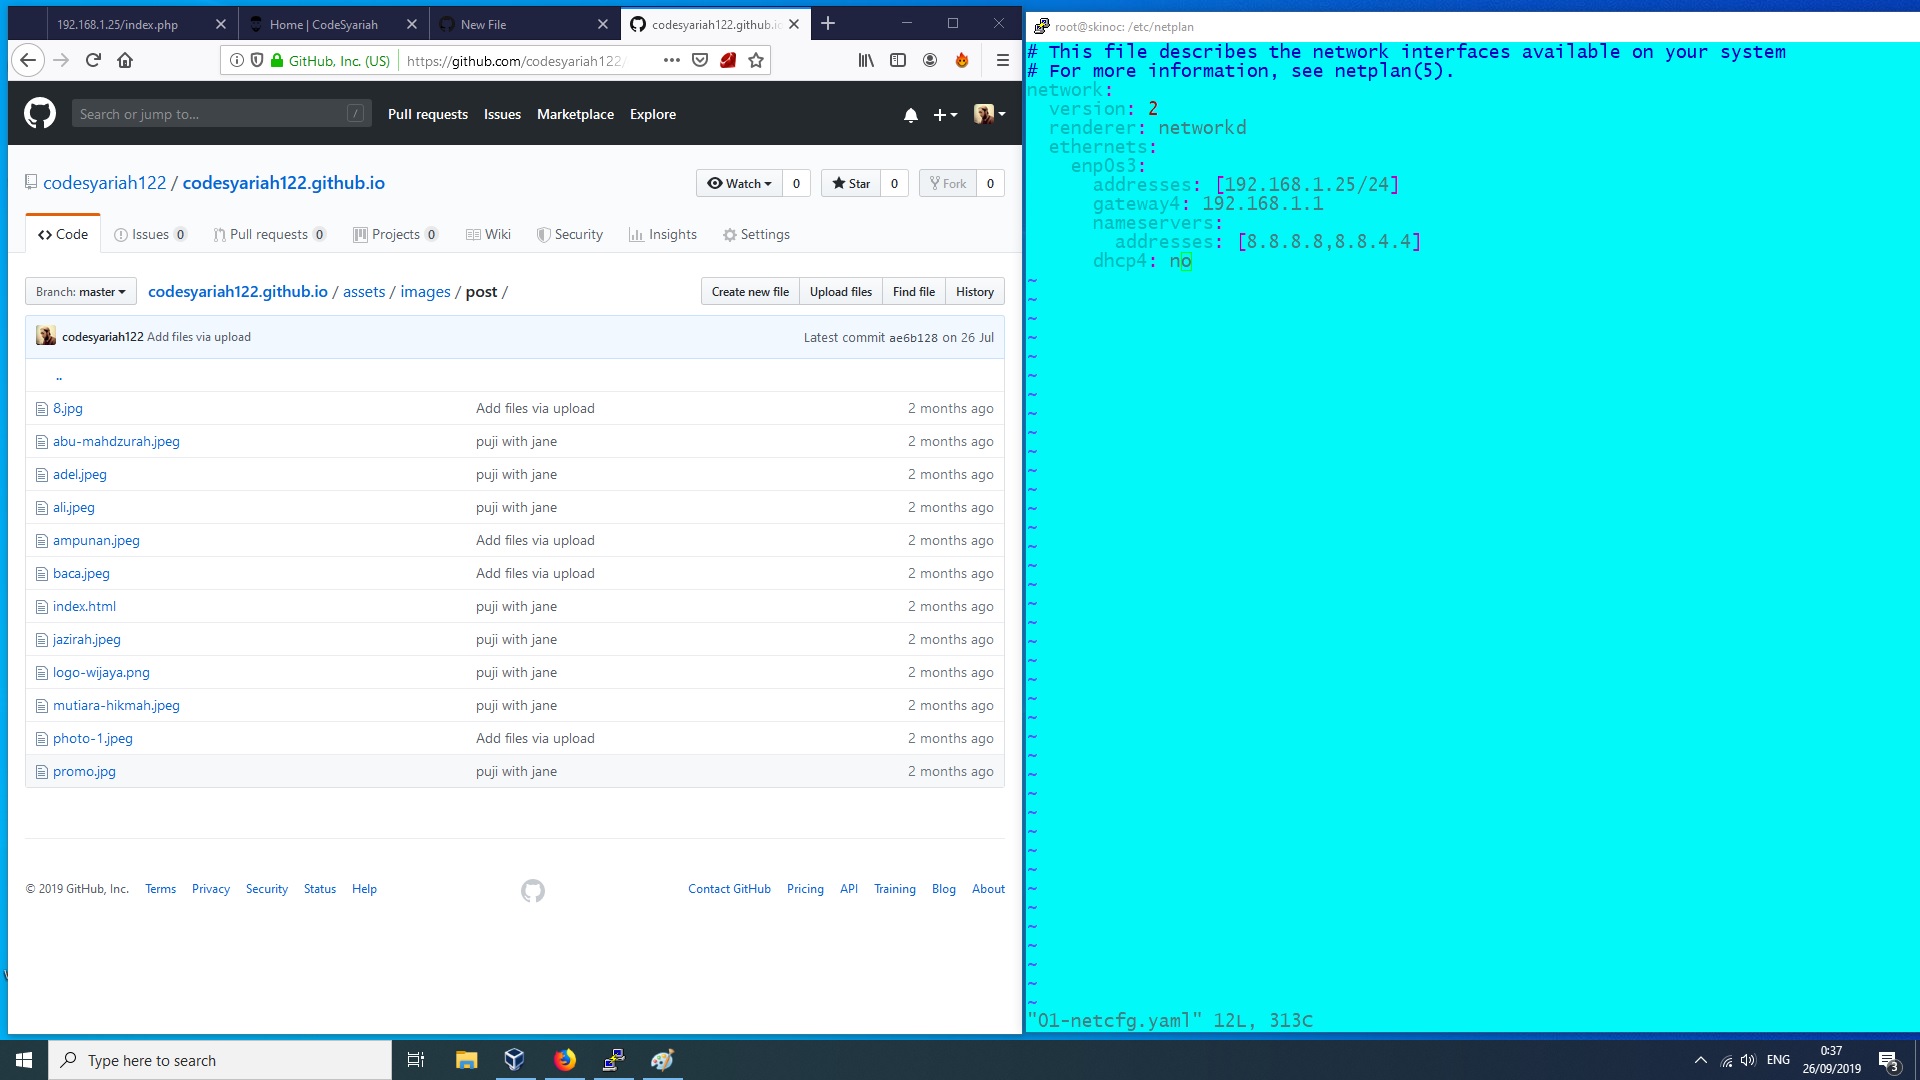 192.168.1.25/index.php
Home | CodeSyariah
New File
codesyariah122.github.io
GitHub, Inc. (US)
https://github.com/codesyariah122/
Search or jump to...
/
Pull requests
Issues
Marketplace
Explore
codesyariah122 / codesyariah122.github.io
Watch
0
Star
0
Fork
0
<> Code
Issues 0
Pull requests 0
Projects 0
Wiki
Security
Insights
Settings
Branch: master
codesyariah122.github.io / assets / images / post /
Create new file
Upload files
Find file
History
codesyariah122 Add files via upload
Latest commit ae6b128 on 26 Jul
..
8.jpg Add files via upload 2 months ago
abu-mahdzurah.jpeg puji with jane 2 months ago
adel.jpeg puji with jane 2 months ago
ali.jpeg puji with jane 2 months ago
ampunan.jpeg Add files via upload 2 months ago
baca.jpeg Add files via upload 2 months ago
index.html puji with jane 2 months ago
jazirah.jpeg puji with jane 2 months ago
logo-wijaya.png puji with jane 2 months ago
mutiara-hikmah.jpeg puji with jane 2 months ago
photo-1.jpeg Add files via upload 2 months ago
promo.jpg puji with jane 2 months ago
© 2019 GitHub, Inc.
Terms
Privacy
Security
Status
Help
Contact GitHub
Pricing
API
Training
Blog
About
root@skinoc: /etc/netplan
# This file describes the network interfaces available on your system
# For more information, see netplan(5).
network:
  version: 2
  renderer: networkd
  ethernets:
    enp0s3:
      addresses: [192.168.1.25/24]
      gateway4: 192.168.1.1
      nameservers:
        addresses: [8.8.8.8,8.8.4.4]
      dhcp4: no
"01-netcfg.yaml" 12L, 313C
Type here to search
ENG
0:37
26/09/2019
3